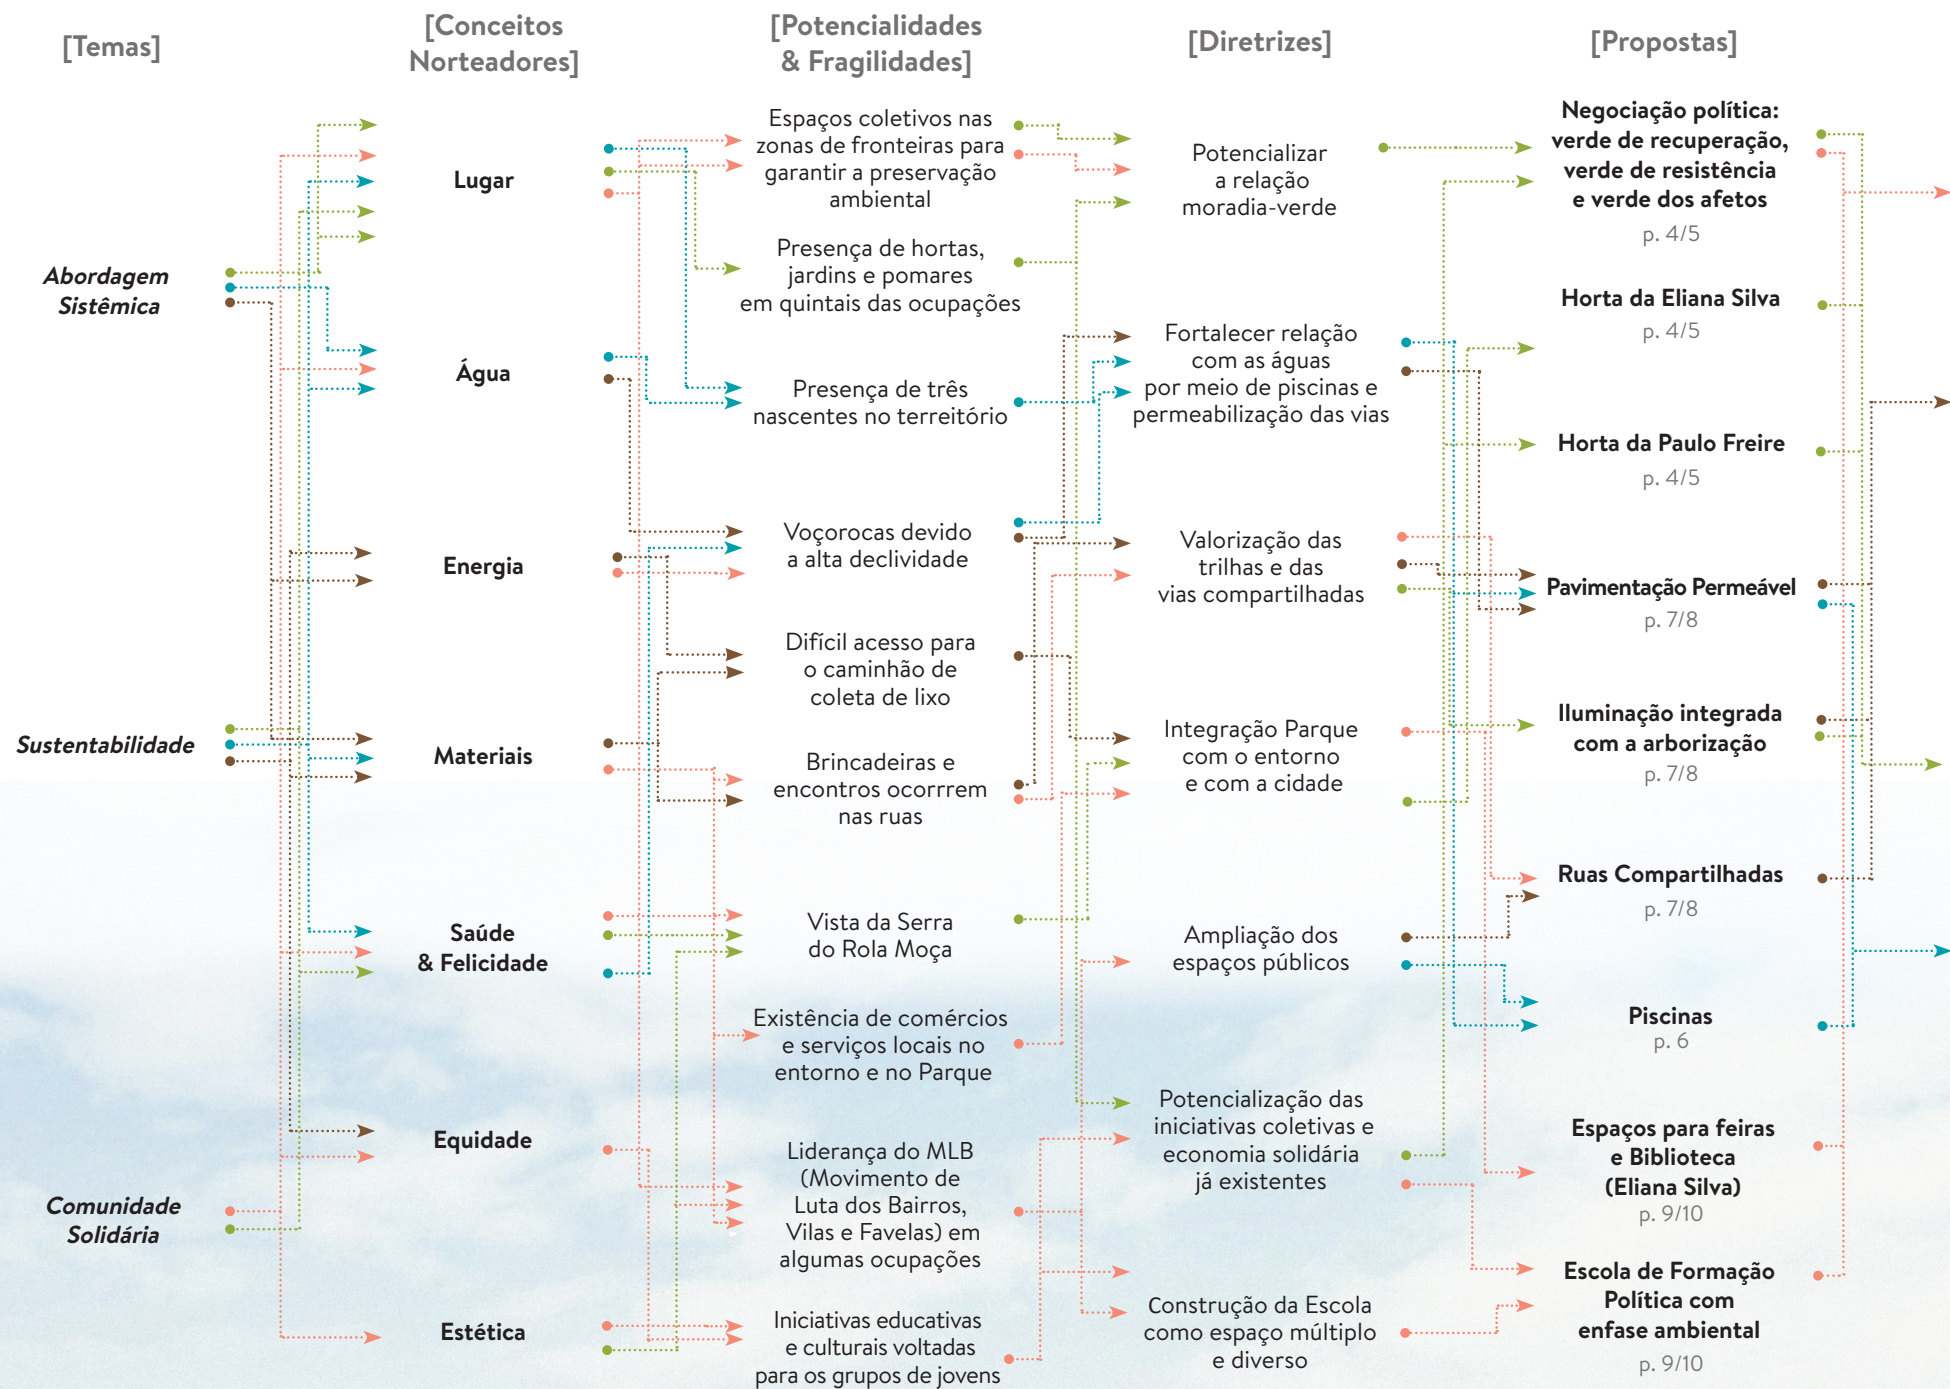 [Temas]
[Conceitos
Norteadores]
[Potencialidades
& Fragilidades]
[Diretrizes]
[Propostas]
Abordagem
Sistêmica
Sustentabilidade
Comunidade
Solidária
Lugar
Água
Energia
Materiais
Saúde
& Felicidade
Equidade
Estética
Espaços coletivos nas
zonas de fronteiras para
garantir a preservação
ambiental
Presença de hortas,
jardins e pomares
em quintais das ocupações
Presença de três
nascentes no terreitório
Voçorocas devido
a alta declividade
Difícil acesso para
o caminhão de
coleta de lixo
Brincadeiras e
encontros ocorrrem
nas ruas
Vista da Serra
do Rola Moça
Existência de comércios
e serviços locais no
entorno e no Parque
Liderança do MLB
(Movimento de
Luta dos Bairros,
Vilas e Favelas) em
algumas ocupações
Iniciativas educativas
e culturais voltadas
para os grupos de jovens
Potencializar
a relação
moradia-verde
Fortalecer relação
com as águas
por meio de piscinas e
permeabilização das vias
Valorização das
trilhas e das
vias compartilhadas
Integração Parque
com o entorno
e com a cidade
Ampliação dos
espaços públicos
Potencialização das
iniciativas coletivas e
economia solidária
já existentes
Construção da Escola
como espaço múltiplo
e diverso
Negociação política:
verde de recuperação,
verde de resistência
e verde dos afetos
p. 4/5
Horta da Eliana Silva
p. 4/5
Horta da Paulo Freire
p. 4/5
Pavimentação Permeável
p. 7/8
Iluminação integrada
com a arborização
p. 7/8
Ruas Compartilhadas
p. 7/8
Piscinas
p. 6
Espaços para feiras
e Biblioteca
(Eliana Silva)
p. 9/10
Escola de Formação
Política com
enfase ambiental
p. 9/10